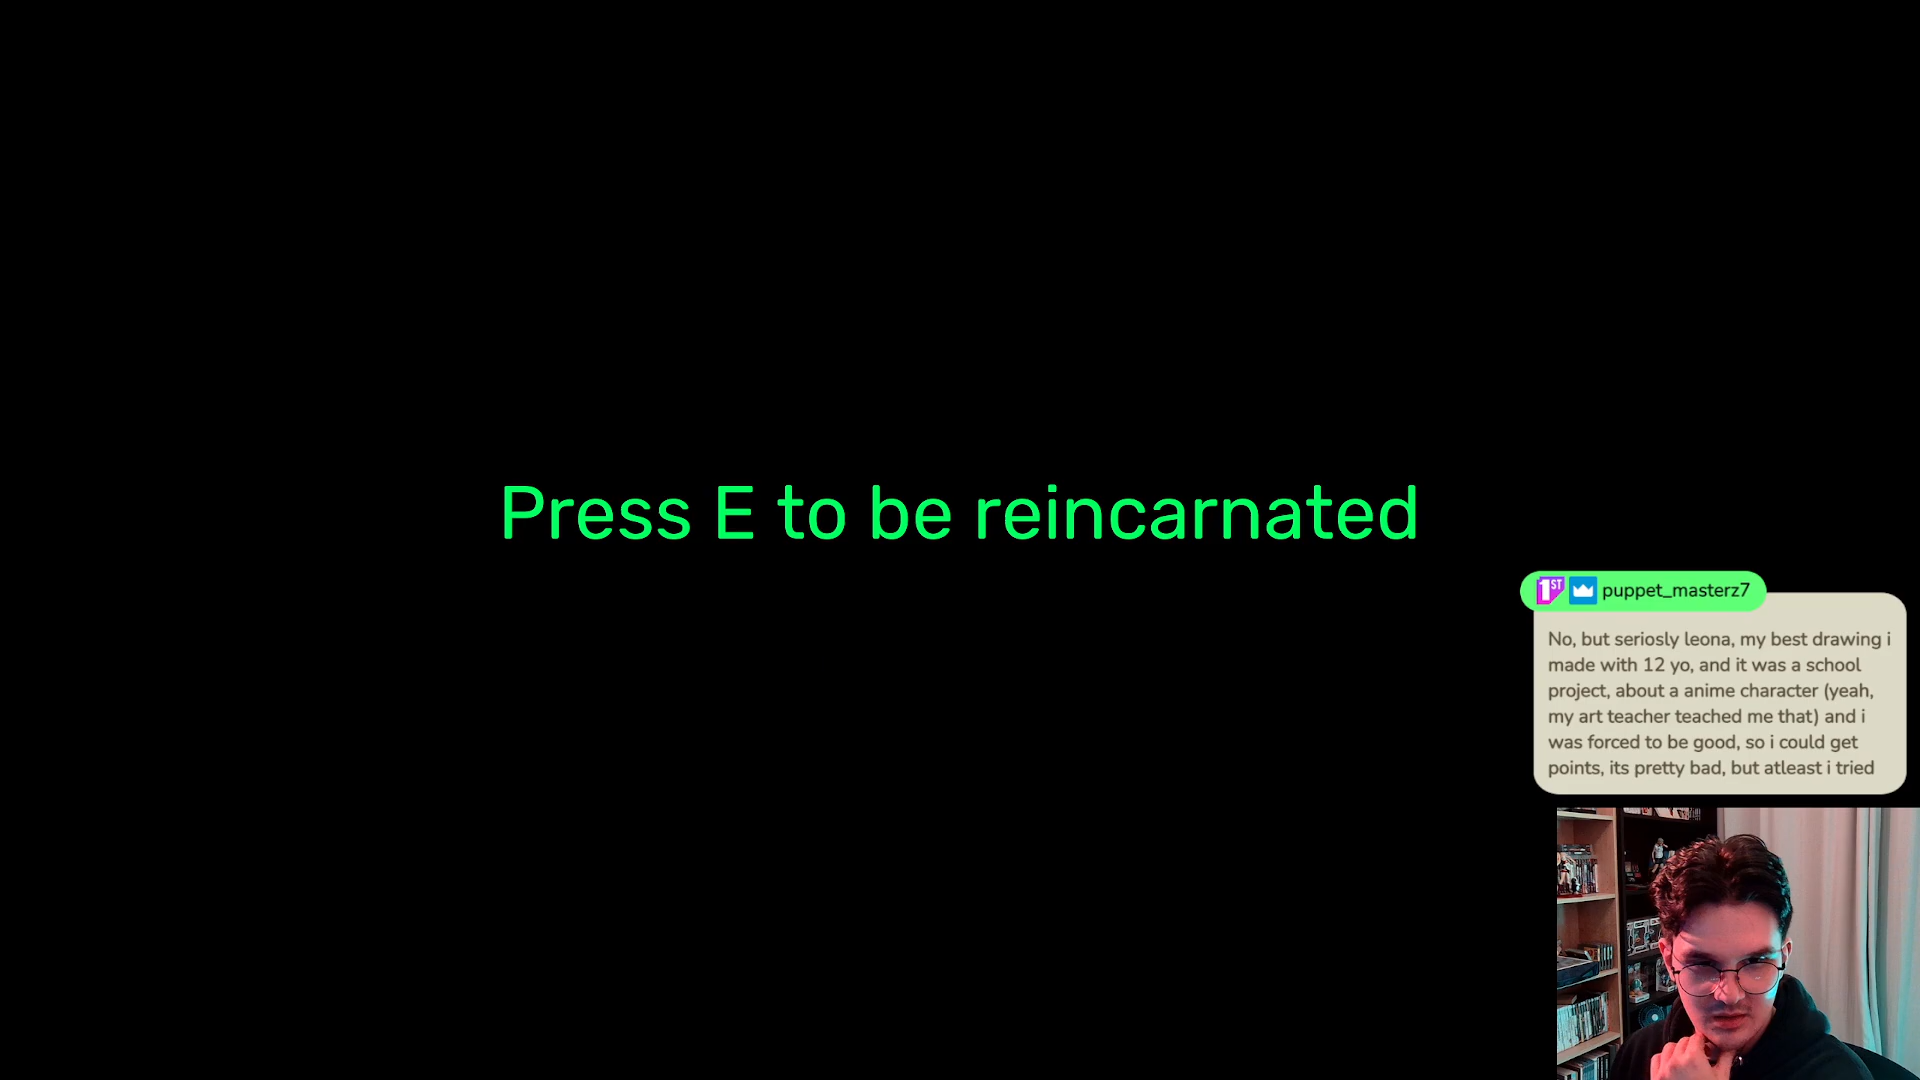 Press E to be reincarnated
1ST puppet_masterz7
No, but seriosly leona, my best drawing i
made with 12 yo, and it was a school
project, about a anime character (yeah,
my art teacher teached me that) and i
was forced to be good, so i could get
points, its pretty bad, but atleast i tried